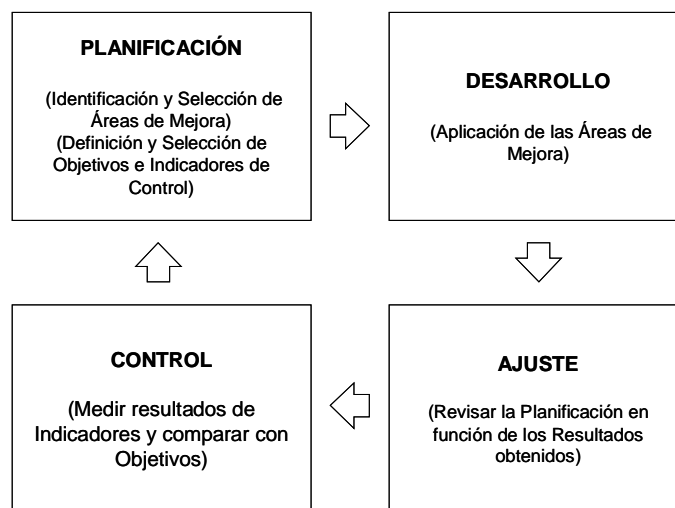 PLANIFICACIÓN
(Identificación y Selección de
Áreas de Mejora)
(Definición y Selección de
Objetivos e Indicadores de
Control)
DESARROLLO
(Aplicación de las Áreas de
Mejora)
CONTROL
(Medir resultados de
Indicadores y comparar con
Objetivos)
AJUSTE
(Revisar la Planificación en
función de los Resultados
obtenidos)